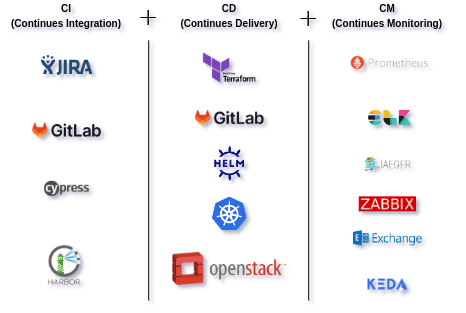 CI
(Continues Integration)
+
CD
(Continues Delivery)
+
CM
(Continues Monitoring)
JIRA
GitLab
cypress
HARBOR
HashiCorp
Terraform
GitLab
HELM
openstack™
Prometheus
elk
JAEGER
ZABBIX
Exchange
KEDA